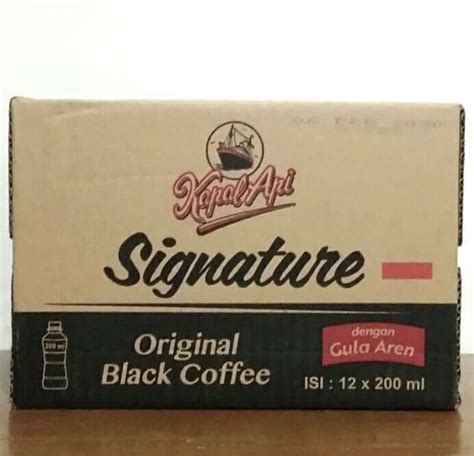 Kapal Api
Signature
200 ml
Original
Black Coffee
dengan
Gula Aren
ISI : 12 x 200 ml